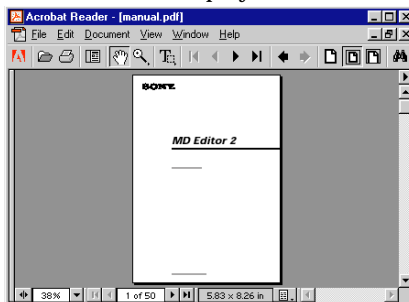 Acrobat Reader - [manual.pdf]
File Edit Document View Window Help
SONY
MD Editor 2
38% 1 of 50 5.83 x 8.26 in